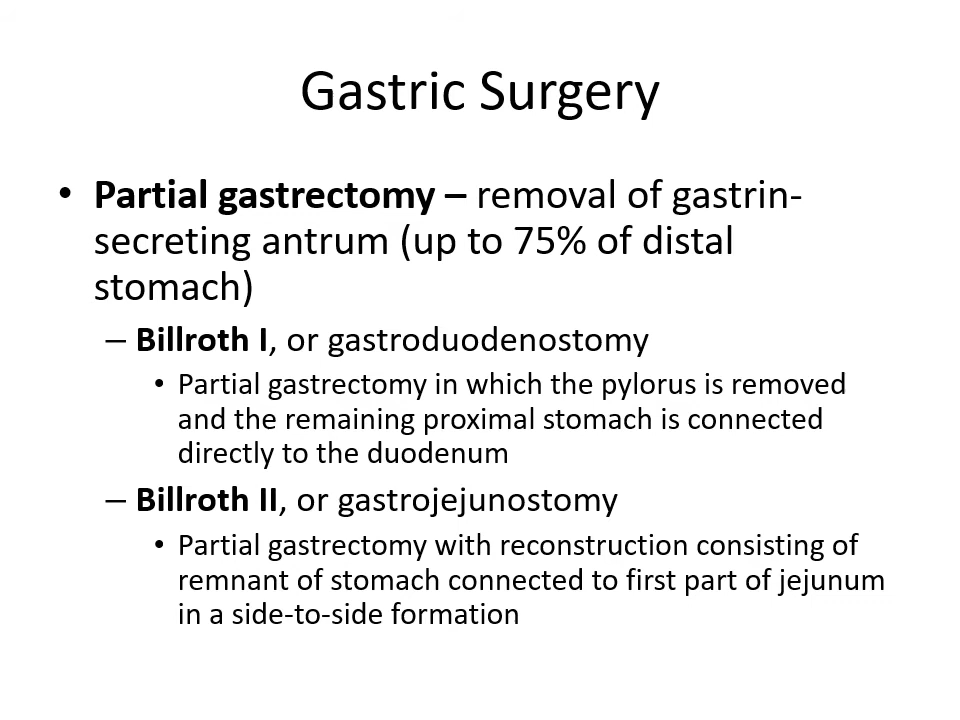 Gastric Surgery
• Partial gastrectomy – removal of gastrin-
secreting antrum (up to 75% of distal
stomach)
– Billroth I, or gastroduodenostomy
• Partial gastrectomy in which the pylorus is removed
and the remaining proximal stomach is connected
directly to the duodenum
– Billroth II, or gastrojejunostomy
• Partial gastrectomy with reconstruction consisting of
remnant of stomach connected to first part of jejunum
in a side-to-side formation